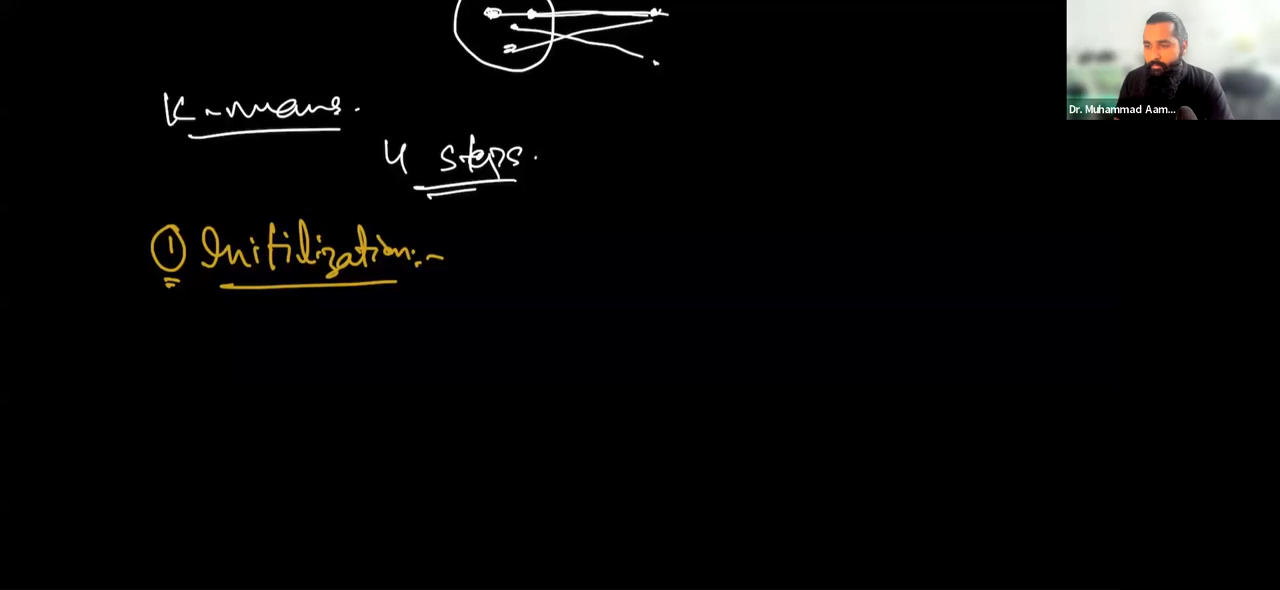 K-means.
4 steps.
① Initilization:-
Dr. Muhammad Aam...